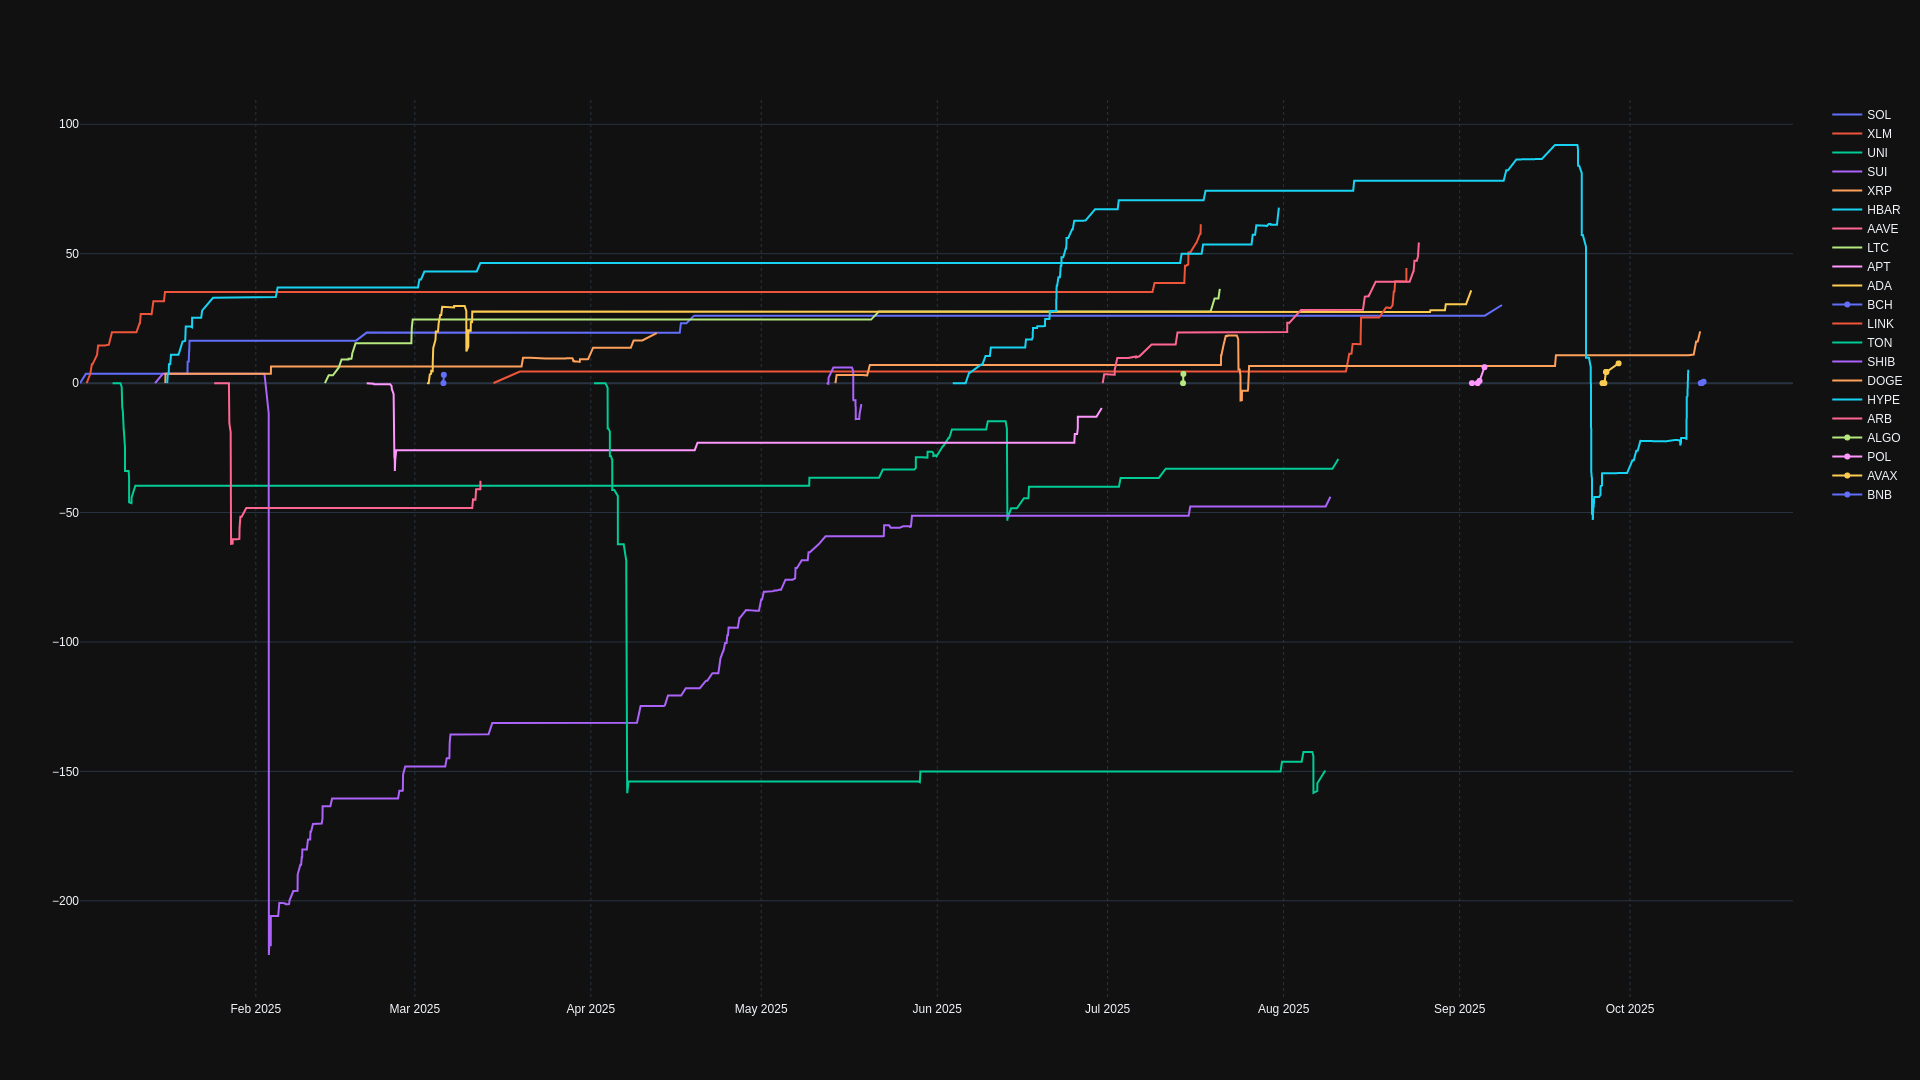 100
50
0
−50
−100
−150
−200
Feb 2025
Mar 2025
Apr 2025
May 2025
Jun 2025
Jul 2025
Aug 2025
Sep 2025
Oct 2025
SOL
XLM
UNI
SUI
XRP
HBAR
AAVE
LTC
APT
ADA
BCH
LINK
TON
SHIB
DOGE
HYPE
ARB
ALGO
POL
AVAX
BNB